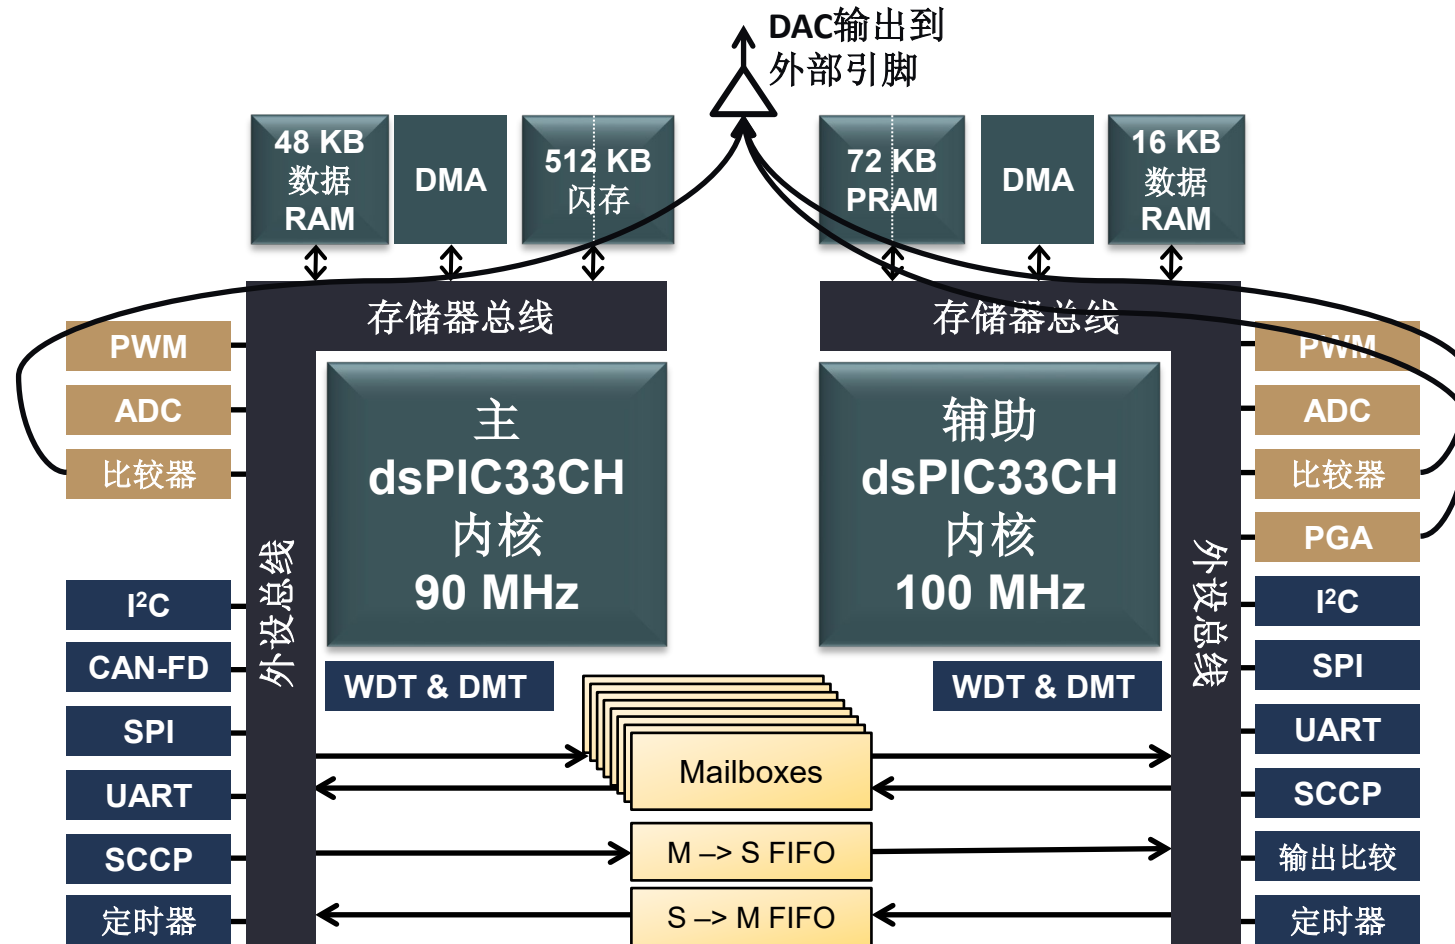 DAC输出到
外部引脚
48 KB
数据
RAM
DMA
512 KB
闪存
72 KB
PRAM
DMA
16 KB
数据
RAM
存储器总线
存储器总线
PWM
ADC
比较器
I²C
CAN-FD
SPI
UART
SCCP
定时器
外设总线
主
dsPIC33CH
内核
90 MHz
WDT & DMT
辅助
dsPIC33CH
内核
100 MHz
WDT & DMT
Mailboxes
M –> S FIFO
S –> M FIFO
外设总线
PWM
ADC
比较器
PGA
I²C
SPI
UART
SCCP
输出比较
定时器